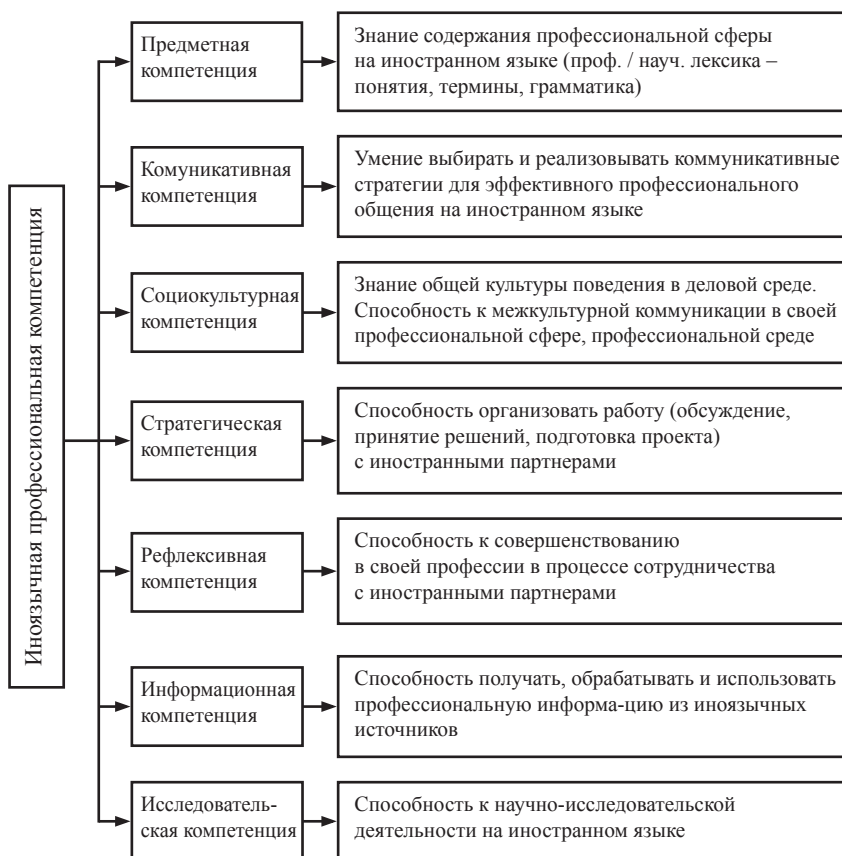 Иноязычная профессиональная компетенция
Предметная
компетенция
Знание содержания профессиональной сферы
на иностранном языке (проф. / науч. лексика –
понятия, термины, грамматика)
Комуникативная
компетенция
Умение выбирать и реализовывать коммуникативные
стратегии для эффективного профессионального
общения на иностранном языке
Социокультурная
компетенция
Знание общей культуры поведения в деловой среде.
Способность к межкультурной коммуникации в своей
профессиональной сфере, профессиональной среде
Стратегическая
компетенция
Способность организовать работу (обсуждение,
принятие решений, подготовка проекта)
с иностранными партнерами
Рефлексивная
компетенция
Способность к совершенствованию
в своей профессии в процессе сотрудничества
с иностранными партнерами
Информационная
компетенция
Способность получать, обрабатывать и использовать
профессиональную информа-цию из иноязычных
источников
Исследователь-
ская компетенция
Способность к научно-исследовательской
деятельности на иностранном языке